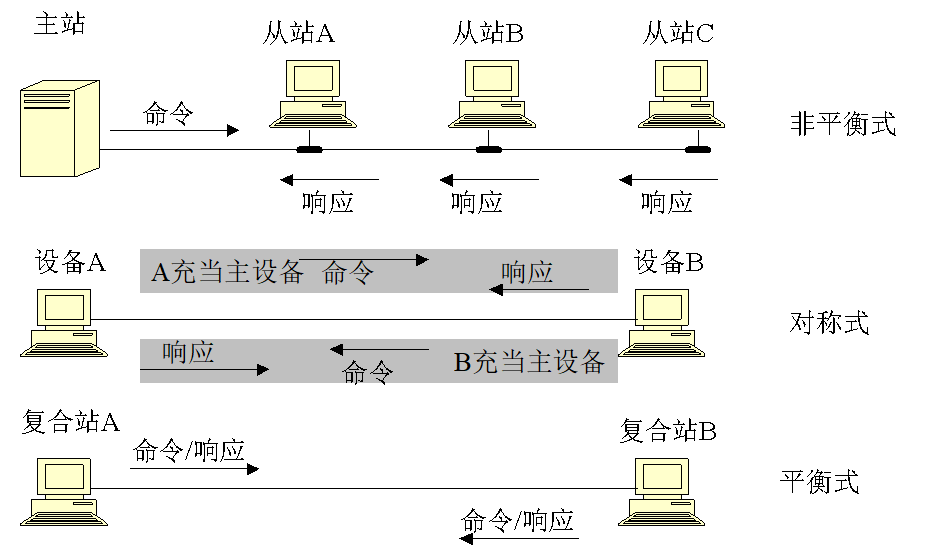 主站
从站A
从站B
从站C
命令
非平衡式
响应
响应
响应
设备A
A充当主设备
命令
响应
设备B
对称式
响应
命令
B充当主设备
复合站A
命令/响应
复合站B
平衡式
命令/响应